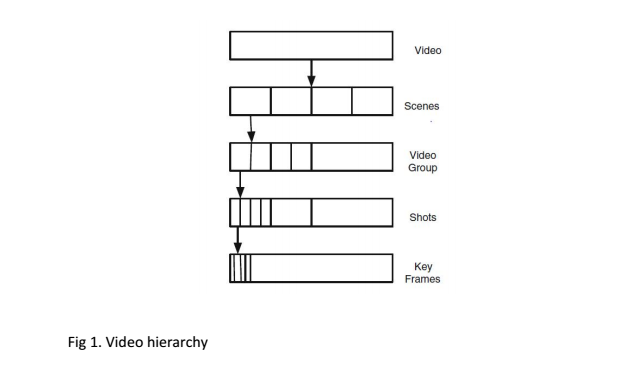 Video
Scenes
Video
Group
Shots
Key
Frames
Fig 1. Video hierarchy